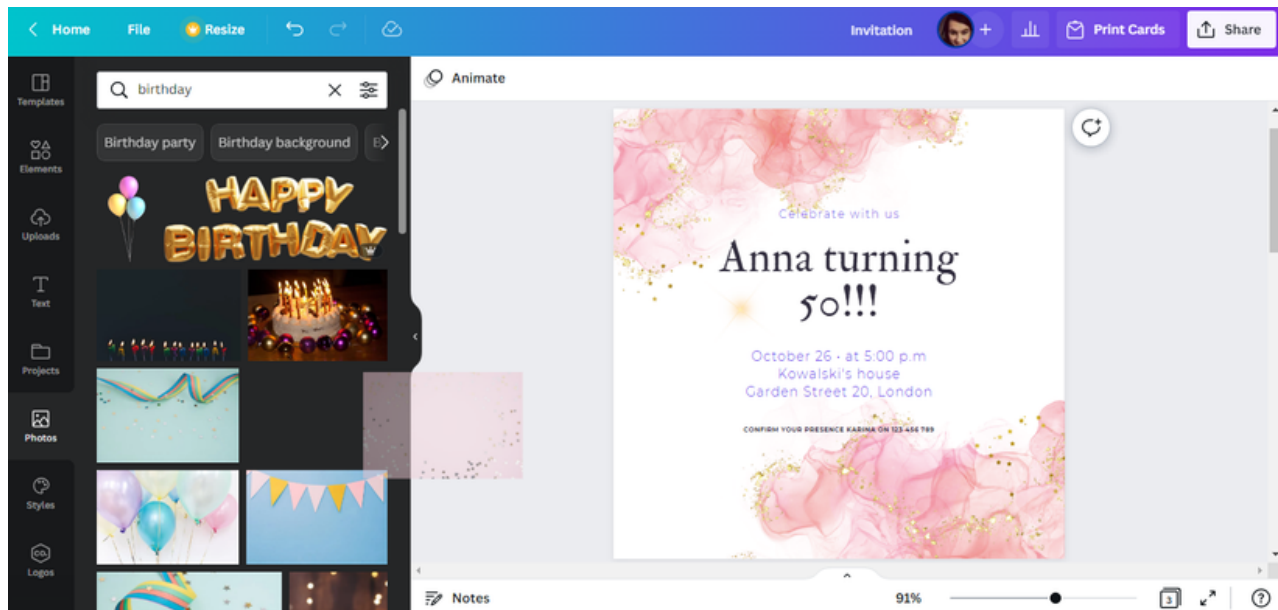 Home File Resize Invitation + Print Cards Share
Templates
Elements
Uploads
Text
Projects
Photos
Styles
CO.
Logos
birthday
Birthday party Birthday background
HAPPY
BIRTHDAY
Animate
Celebrate with us
Anna turning
50!!!
October 26 • at 5:00 p.m
Kowalski's house
Garden Street 20, London
CONFIRM YOUR PRESENCE KARINA ON 123 456 789
Notes 91% 3 ?